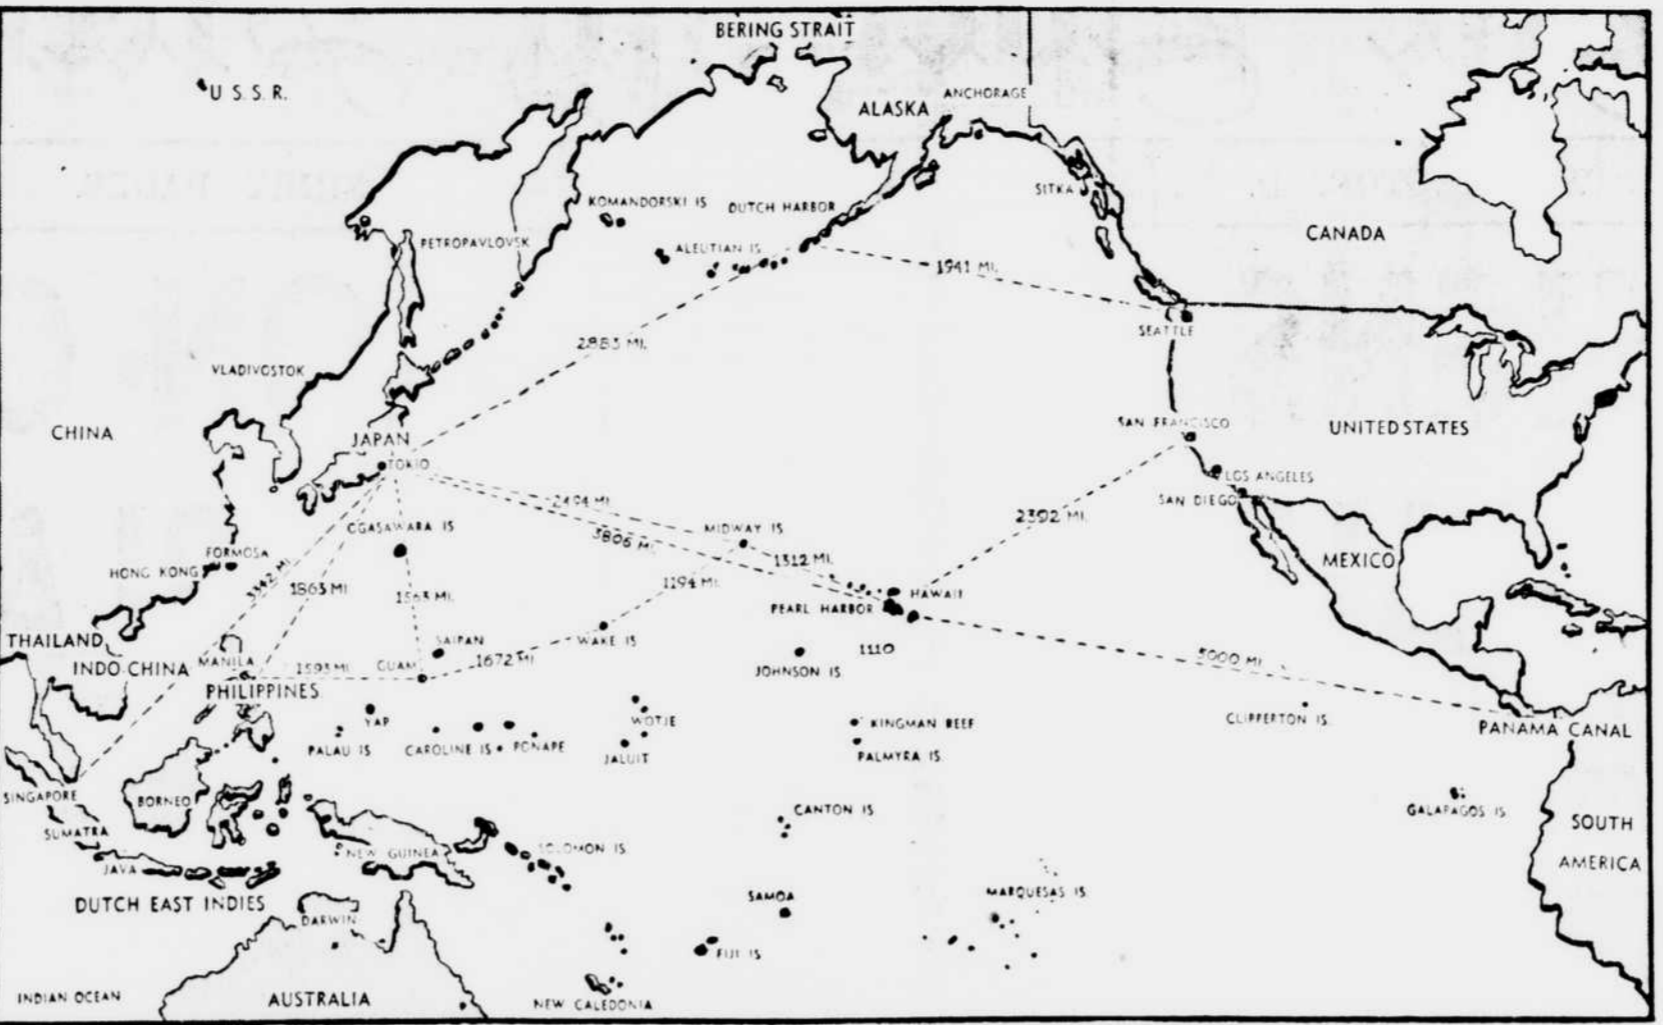 BERING STRAIT
U.S.S.R.
ANCHORAGE
ALASKA
SITKA
KOMANDORSKI IS
DUTCH HARBOR
CANADA
PETROPAVLOVSK
ALEUTIAN IS
1941 MI.
SEATTLE
2883 MI.
VLADIVOSTOK
CHINA
JAPAN
SAN FRANCISCO
UNITED STATES
TOKIO
LOS ANGELES
SAN DIEGO
2494 MI
OGASAWARA IS
MIDWAY IS
2392 MI.
3806 MI.
FORMOSA
1312 MI.
MEXICO
HONG KONG
3342 MI
1863 MI
1563 MI.
1194 MI.
HAWAII
PEARL HARBOR
THAILAND
SAIPAN
WAKE IS
1110
INDO-CHINA
MANILA
1593 MI
GUAM
1672 MI
JOHNSON IS
5000 MI
PHILIPPINES
YAP
WOTJE
KINGMAN REEF
CLIPPERTON IS.
PANAMA CANAL
PALAU IS
CAROLINE IS
PONAPE
JALUIT
PALMYRA IS
SINGAPORE
BORNEO
CANTON IS
GALAPAGOS IS
SUMATRA
SOUTH
AMERICA
NEW GUINEA
SOLOMON IS
JAVA
DUTCH EAST INDIES
SAMOA
MARQUESAS IS
DARWIN
FIJI IS
INDIAN OCEAN
AUSTRALIA
NEW CALEDONIA